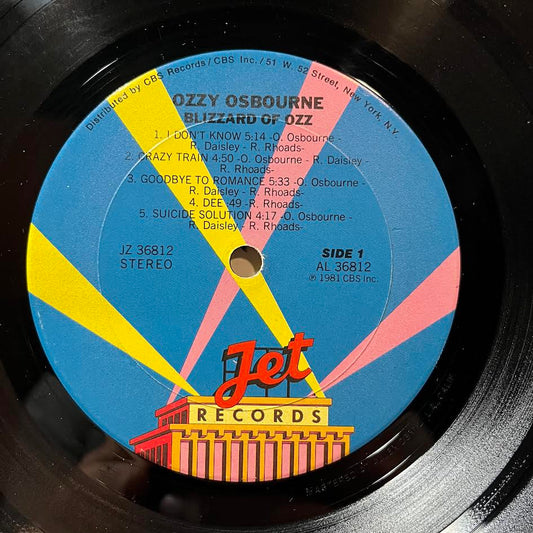 Distributed by CBS Records/CBS Inc./51 W. 52 Street, New York, N.Y.
OZZY OSBOURNE
BLIZZARD OF OZZ
1. I DON'T KNOW 5:14 -O. Osbourne -
R. Daisley - R. Rhoads-
2. CRAZY TRAIN 4:50 -O. Osbourne - R. Daisley -
R. Rhoads-
3. GOODBYE TO ROMANCE 5:33 -O. Osbourne -
R. Daisley - R. Rhoads-
4. DEE :49 -R. Rhoads-
5. SUICIDE SOLUTION 4:17 -O. Osbourne -
R. Daisley - R. Rhoads-
JZ 36812
STEREO
SIDE 1
AL 36812
℗ 1981 CBS Inc.
Jet
RECORDS